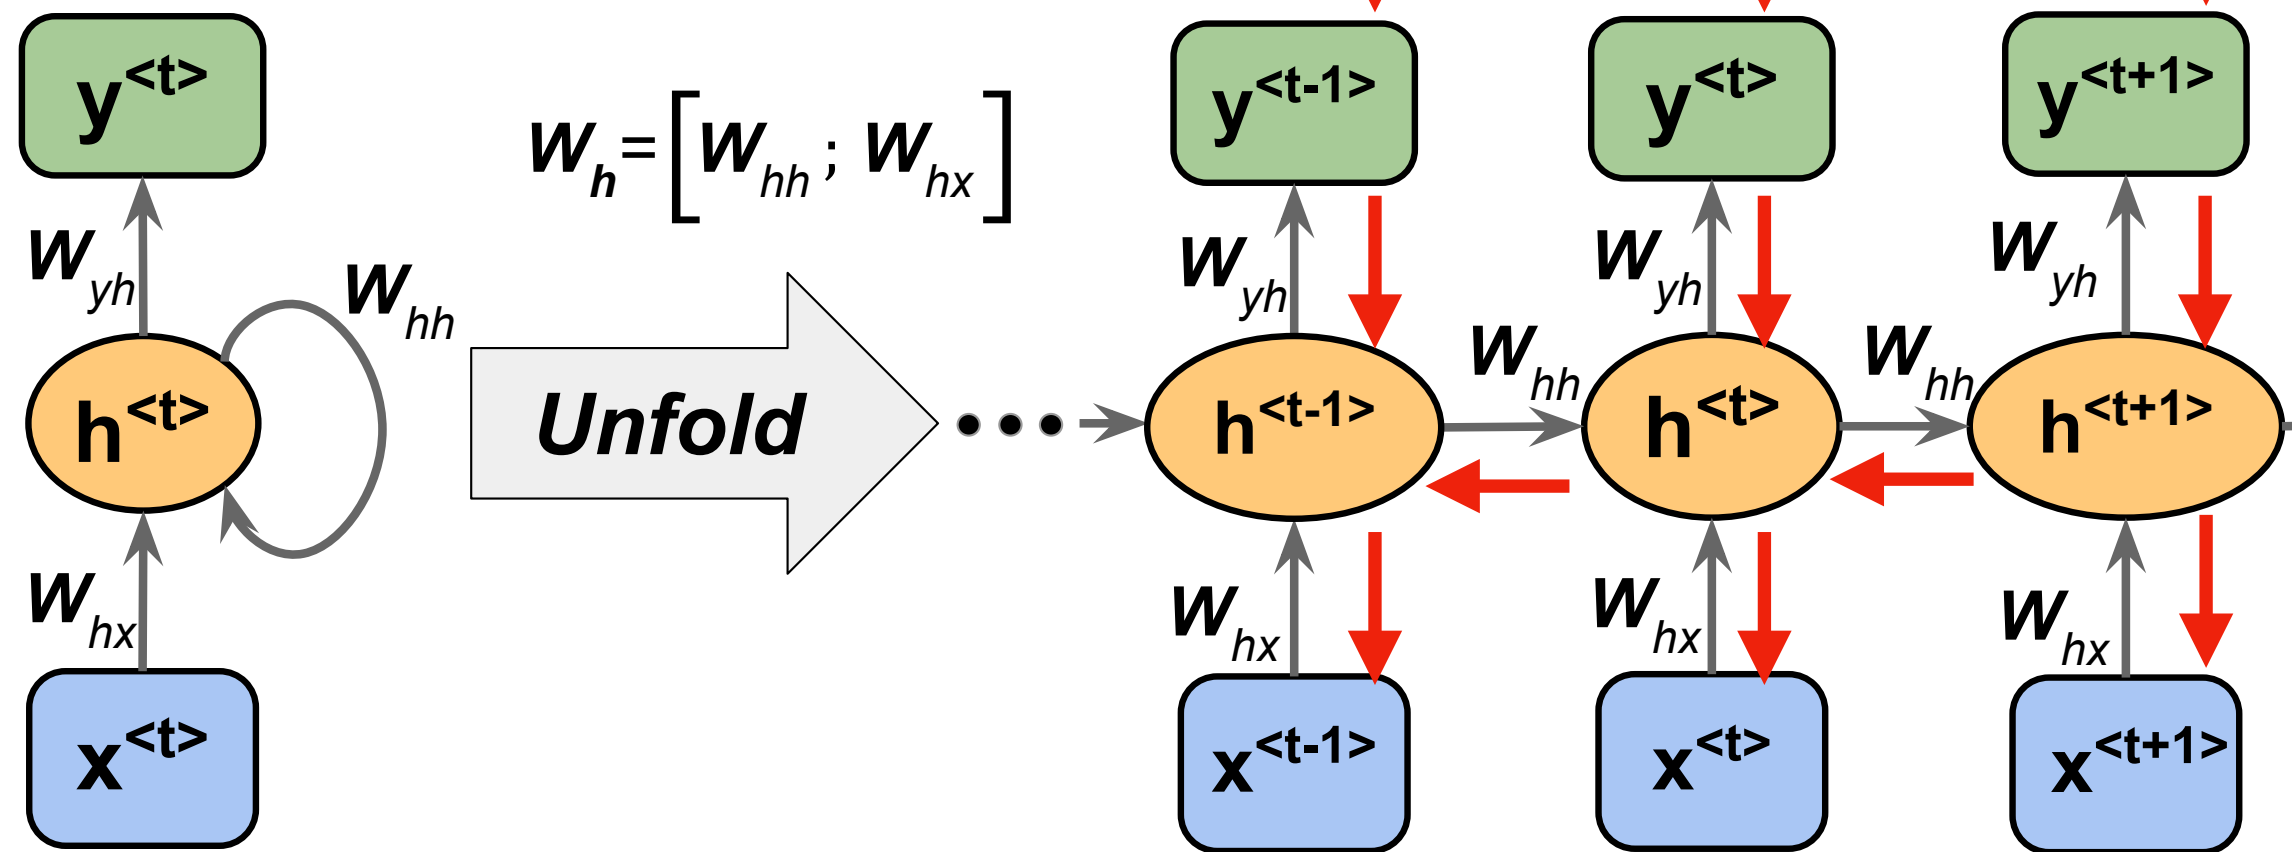 y<t>
W_h = [W_hh ; W_hx]
y<t-1>
y<t>
y<t+1>
W_yh
W_hh
W_yh
W_yh
W_yh
h<t>
Unfold
h<t-1>
W_hh
h<t>
W_hh
h<t+1>
W_hx
W_hx
W_hx
W_hx
x<t>
x<t-1>
x<t>
x<t+1>